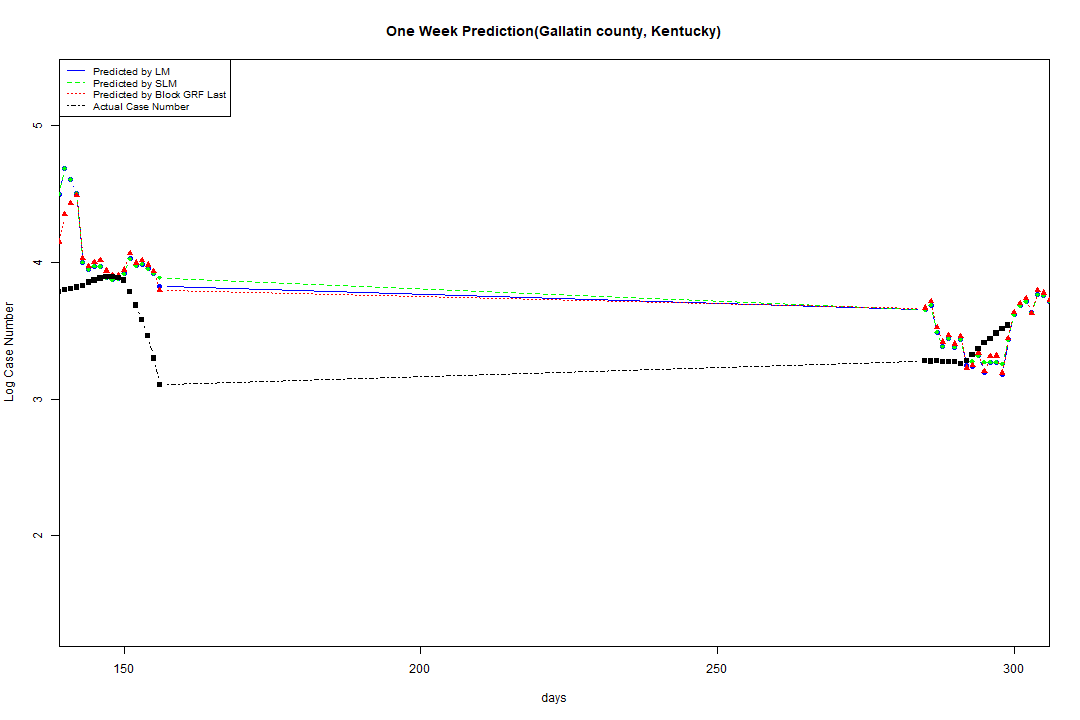 One Week Prediction(Gallatin county, Kentucky)
Predicted by LM
Predicted by SLM
Predicted by Block GRF Last
Actual Case Number
5
4
3
2
Log Case Number
150 200 250 300
days